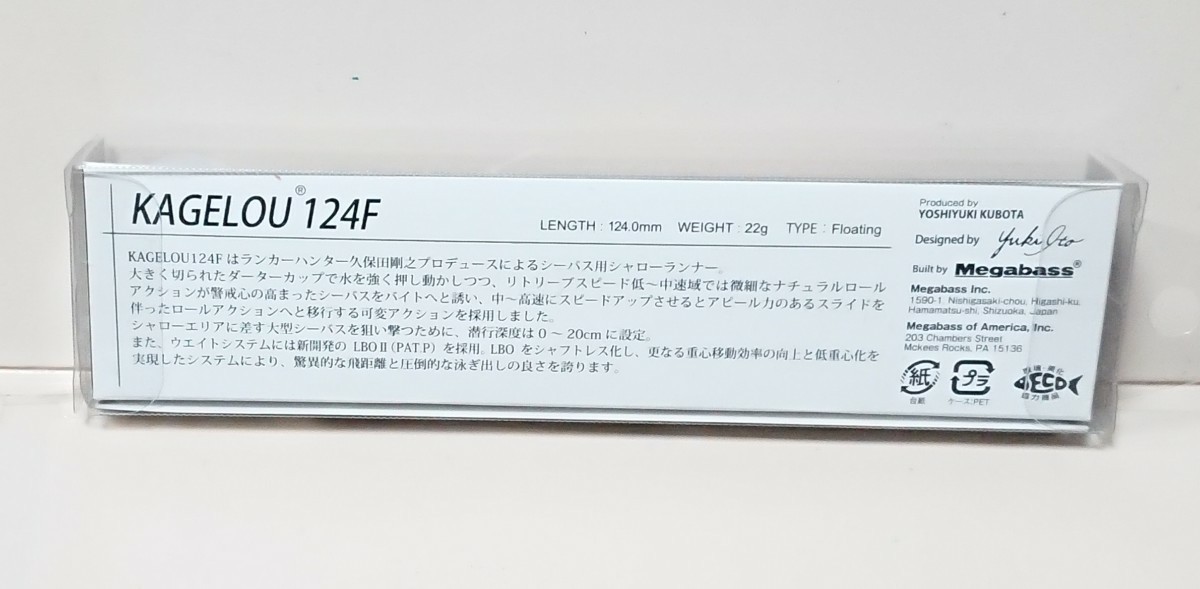 KAGELOU® 124F
LENGTH : 124.0mm WEIGHT : 22g TYPE : Floating
KAGELOU124F はランカーハンター久保田剛之プロデュースによるシーバス用シャローランナー。
大きく切られたダーターカップで水を強く押し動かしつつ、リトリーブスピード低～中速域では微細なナチュラルロール
アクションが警戒心の高まったシーバスをバイトへと誘い、中～高速にスピードアップさせるとアピール力のあるスライドを
伴ったロールアクションへと移行する可変アクションを採用しました。
シャローエリアに差す大型シーバスを狙い撃つために、潜行深度は 0 ～ 20cm に設定。
また、ウエイトシステムには新開発の LBOⅡ(PAT.P) を採用。LBO をシャフトレス化し、更なる重心移動効率の向上と低重心化を
実現したシステムにより、驚異的な飛距離と圧倒的な泳ぎ出しの良さを誇ります。
Produced by
YOSHIYUKI KUBOTA
Designed by Yuki Ito
Built by Megabass®
Megabass Inc.
1590-1, Nishigasaki-chou, Higashi-ku,
Hamamatsu-shi, Shizuoka, Japan
Megabass of America, Inc.
203 Chambers Street
Mckees Rocks, PA 15136
紙 プラ ECO
台紙 ケース:PET 協力商品